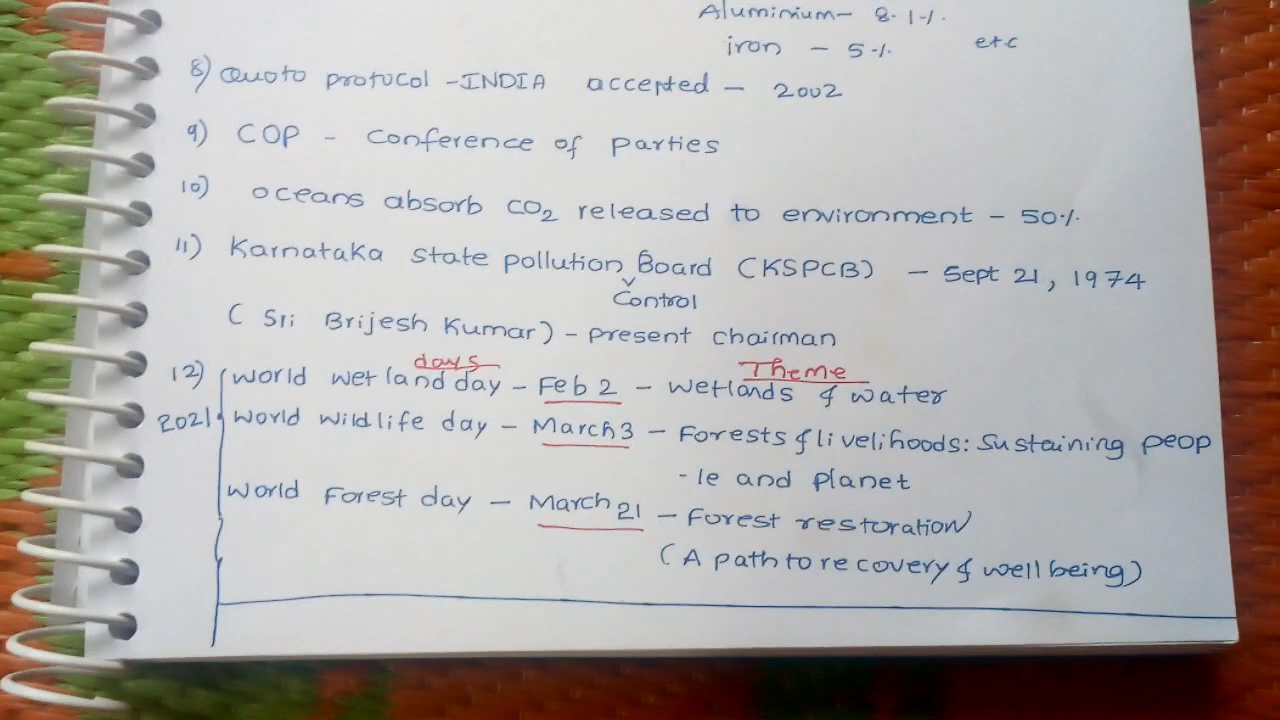 Aluminium- 8.1%.
iron - 5%. etc
8) Quoto protocol -INDIA accepted - 2002
9) COP - Conference of parties
10) oceans absorb CO2 released to environment - 50%.
11) Karnataka state pollution Board (KSPCB) - Sept 21, 1974
Control
( Sri Brijesh Kumar) - present chairman
days Theme
12) World wetland day - Feb 2 - wetlands & water
2021 World wildlife day - March 3 - Forests & livelihoods: Sustaining peop
-le and planet
World Forest day - March 21 - Forest restoration
(A path to recovery & well being)